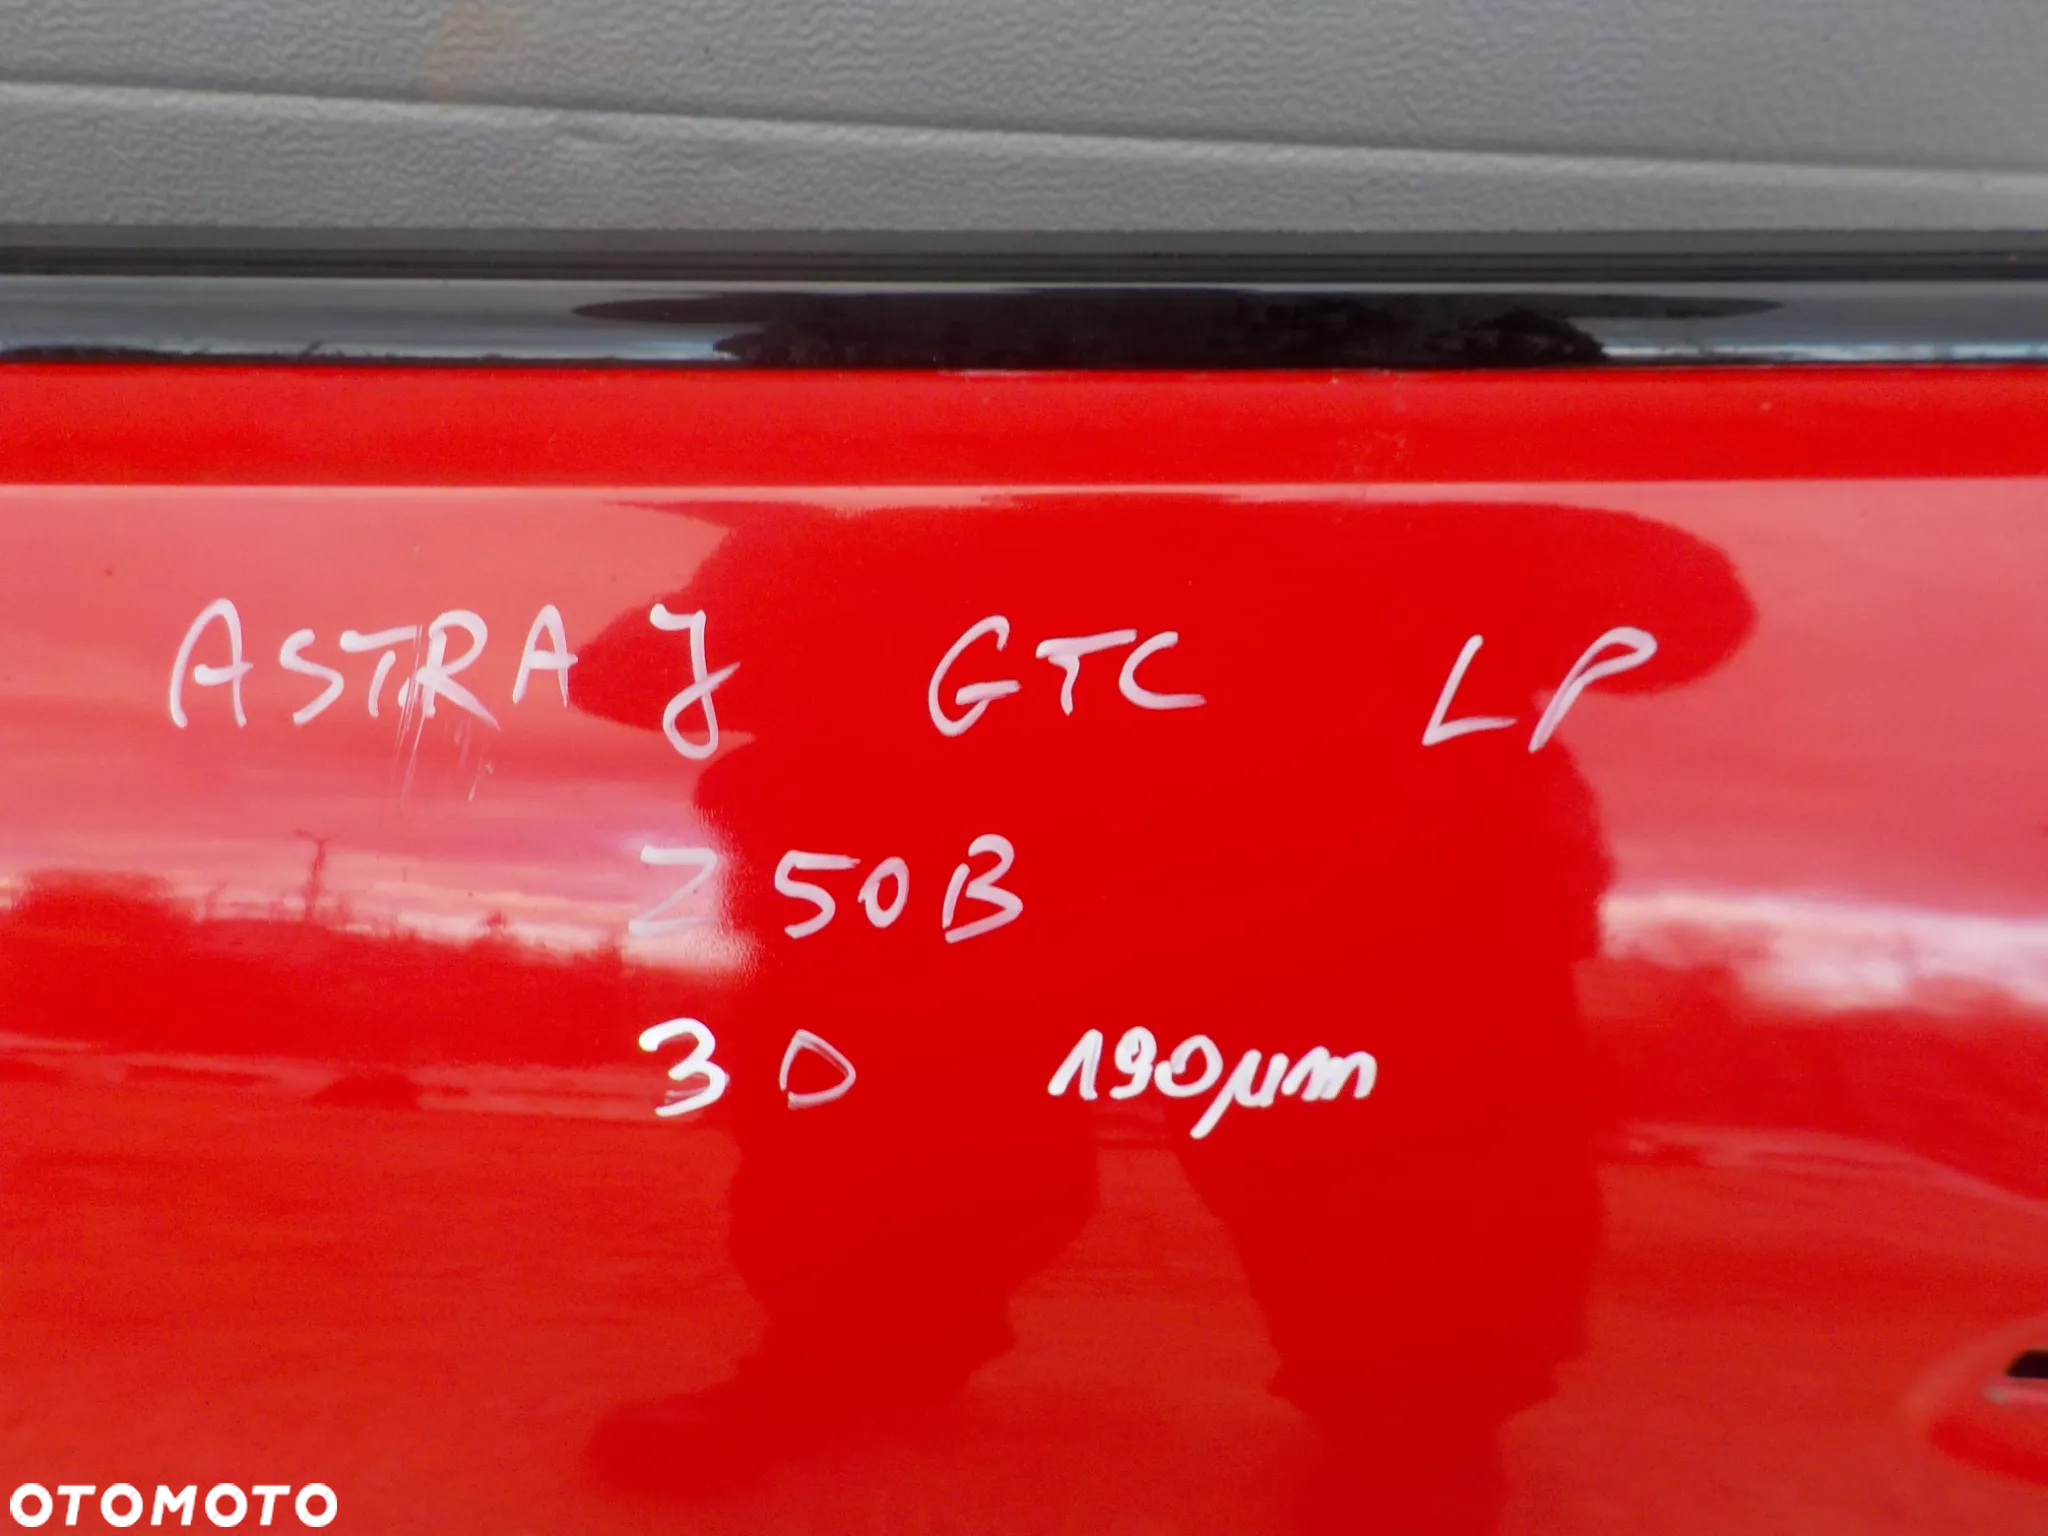 ASTRA J GTC LP
Z50B
3D 190µm
OTOMOTO